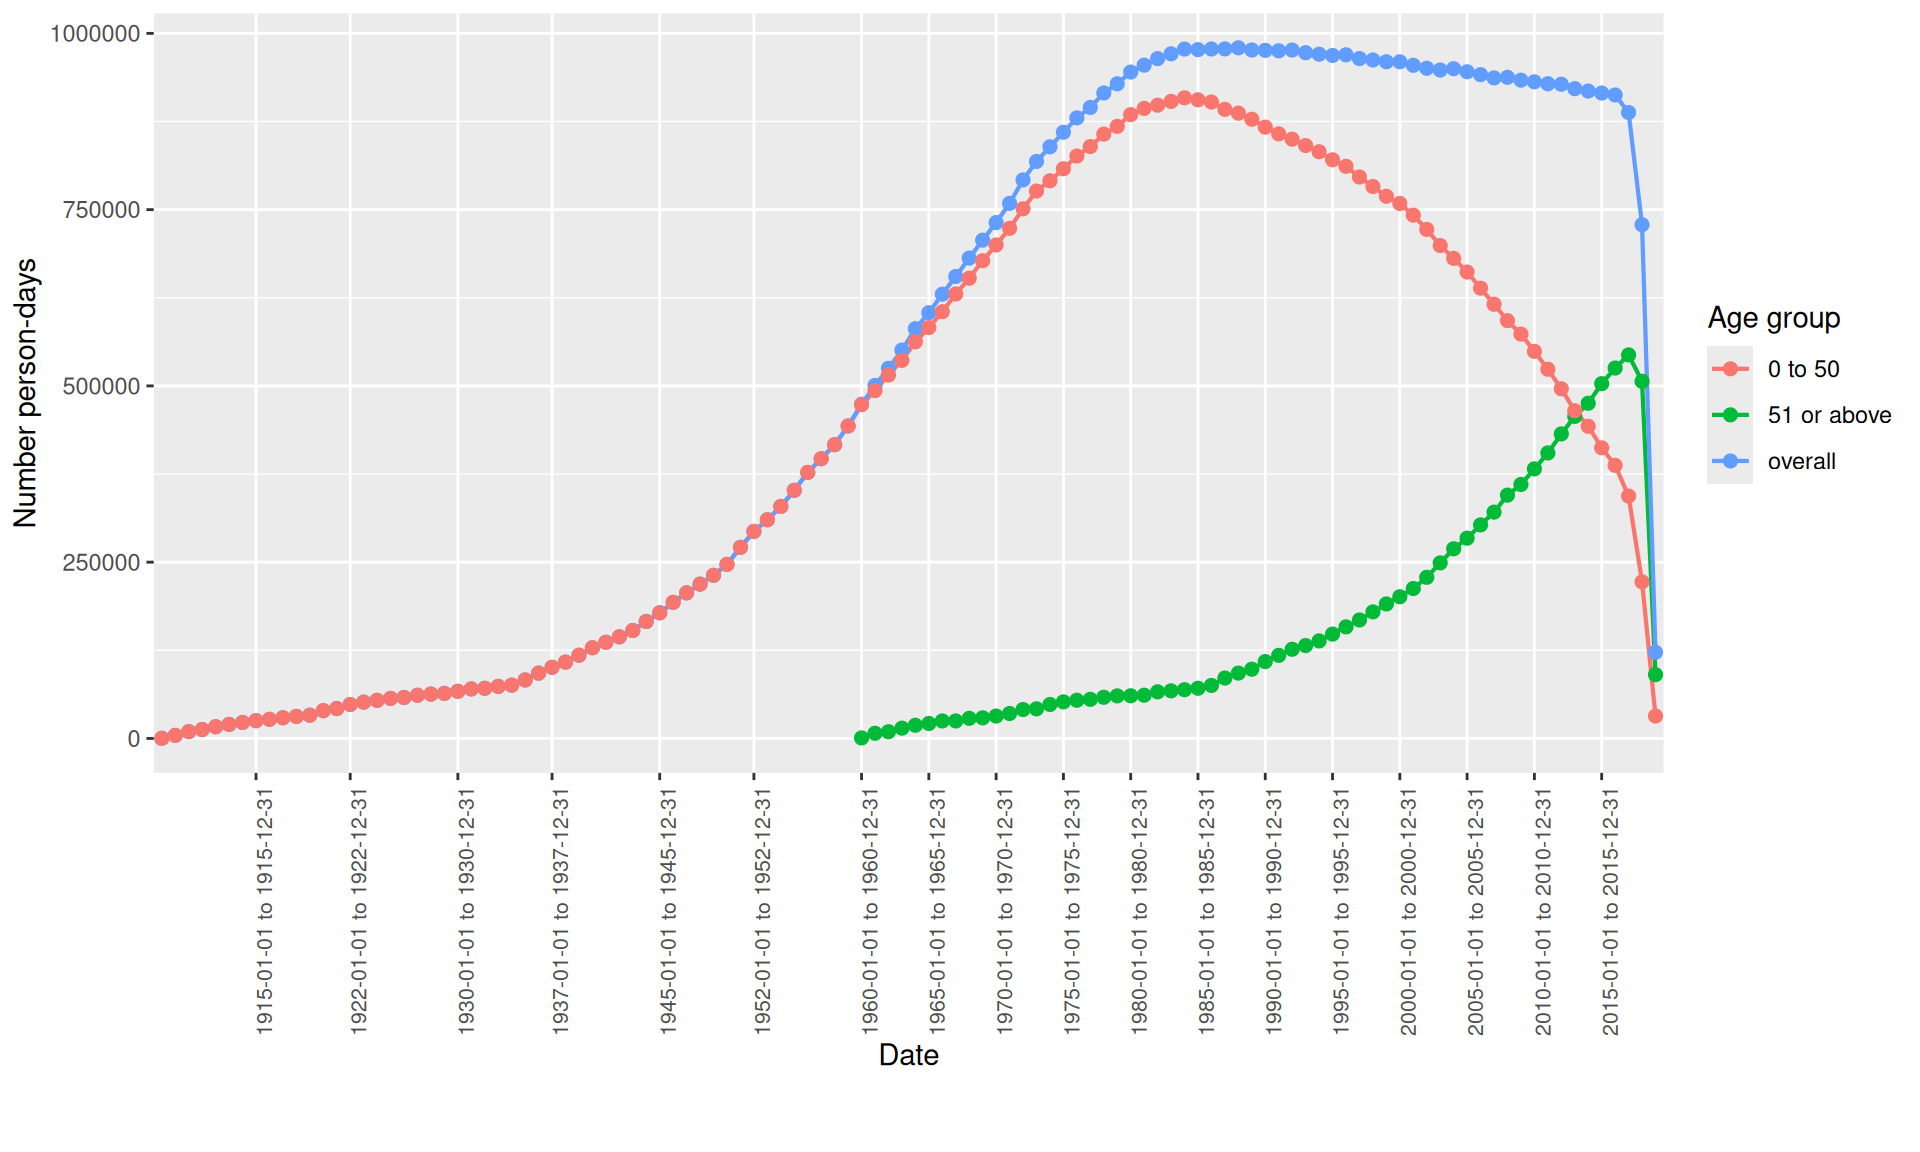 1000000
750000
500000
250000
0
Number person-days
1915-01-01 to 1915-12-31
1922-01-01 to 1922-12-31
1930-01-01 to 1930-12-31
1937-01-01 to 1937-12-31
1945-01-01 to 1945-12-31
1952-01-01 to 1952-12-31
1960-01-01 to 1960-12-31
1965-01-01 to 1965-12-31
1970-01-01 to 1970-12-31
1975-01-01 to 1975-12-31
1980-01-01 to 1980-12-31
1985-01-01 to 1985-12-31
1990-01-01 to 1990-12-31
1995-01-01 to 1995-12-31
2000-01-01 to 2000-12-31
2005-01-01 to 2005-12-31
2010-01-01 to 2010-12-31
2015-01-01 to 2015-12-31
Date
Age group
0 to 50
51 or above
overall